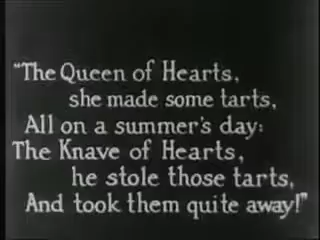 "The Queen of Hearts,
she made some tarts,
All on a summer's day:
The Knave of Hearts,
he stole those tarts,
And took them quite away!"